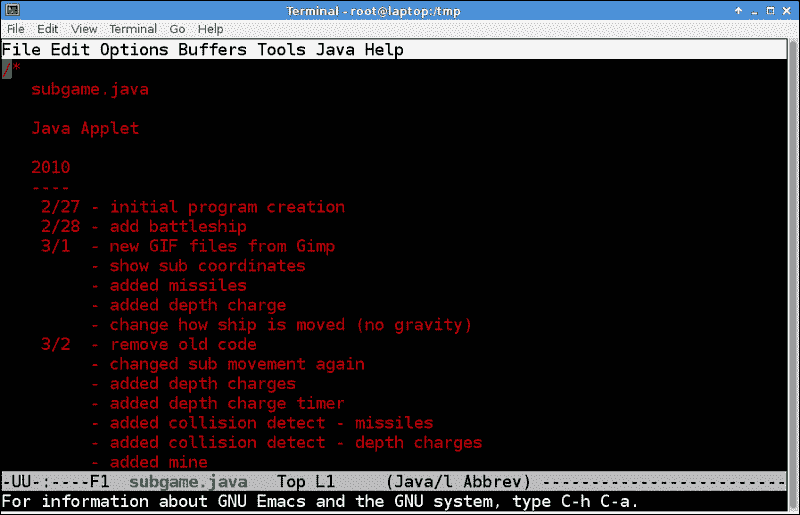 Terminal - root@laptop:/tmp
File Edit View Terminal Go Help
File Edit Options Buffers Tools Java Help
/*
subgame.java
Java Applet
2010
----
2/27 - initial program creation
2/28 - add battleship
3/1 - new GIF files from Gimp
- show sub coordinates
- added missiles
- added depth charge
- change how ship is moved (no gravity)
3/2 - remove old code
- changed sub movement again
- added depth charges
- added depth charge timer
- added collision detect - missiles
- added collision detect - depth charges
- added mine
-UU-:----F1 subgame.java Top L1 (Java/l Abbrev) -------------------------
For information about GNU Emacs and the GNU system, type C-h C-a.